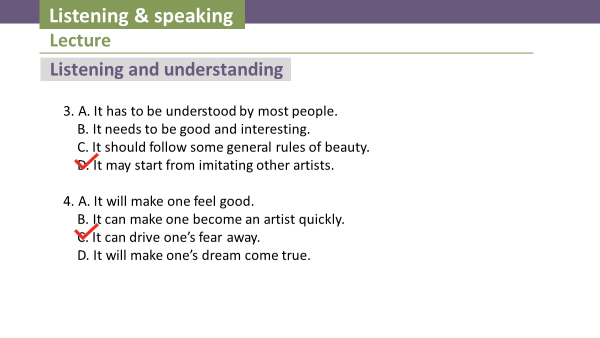 Listening & speaking
Lecture
Listening and understanding
3. A. It has to be understood by most people.
B. It needs to be good and interesting.
C. It should follow some general rules of beauty.
D. It may start from imitating other artists.
4. A. It will make one feel good.
B. It can make one become an artist quickly.
C. It can drive one’s fear away.
D. It will make one’s dream come true.